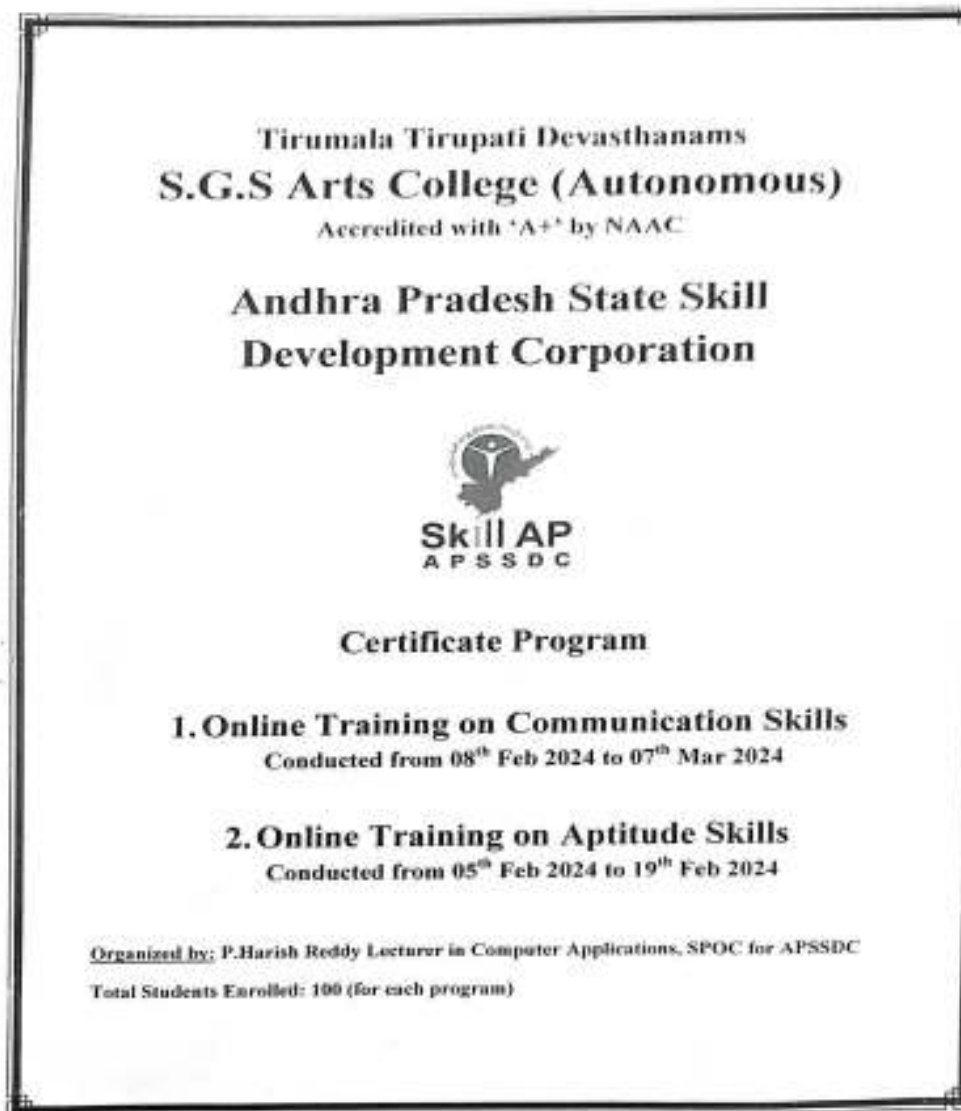 Tirumala Tirupati Devasthanams
S.G.S Arts College (Autonomous)
Accredited with 'A+' by NAAC
Andhra Pradesh State Skill
Development Corporation
Skill AP
APSSDC
Certificate Program
1. Online Training on Communication Skills
Conducted from 08th Feb 2024 to 07th Mar 2024
2. Online Training on Aptitude Skills
Conducted from 05th Feb 2024 to 19th Feb 2024
Organized by: P.Harish Reddy Lecturer in Computer Applications, SPOC for APSSDC
Total Students Enrolled: 100 (for each program)